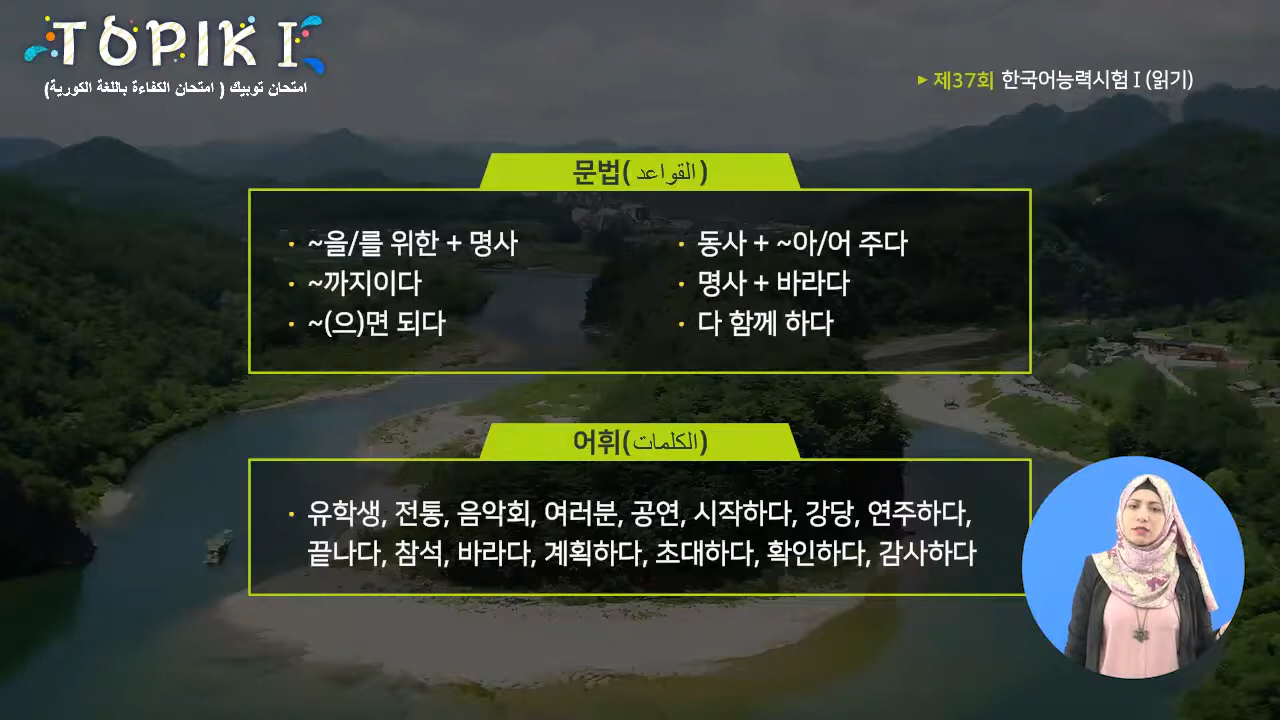 TOPIK I
امتحان توبيك ( امتحان الكفاءة باللغة الكورية)
▶ 제37회 한국어능력시험 I (읽기)
문법(القواعد)
· ~을/를 위한 + 명사
· ~까지이다
· ~(으)면 되다
· 동사 + ~아/어 주다
· 명사 + 바라다
· 다 함께 하다
어휘(الكلمات)
· 유학생, 전통, 음악회, 여러분, 공연, 시작하다, 강당, 연주하다,
끝나다, 참석, 바라다, 계획하다, 초대하다, 확인하다, 감사하다